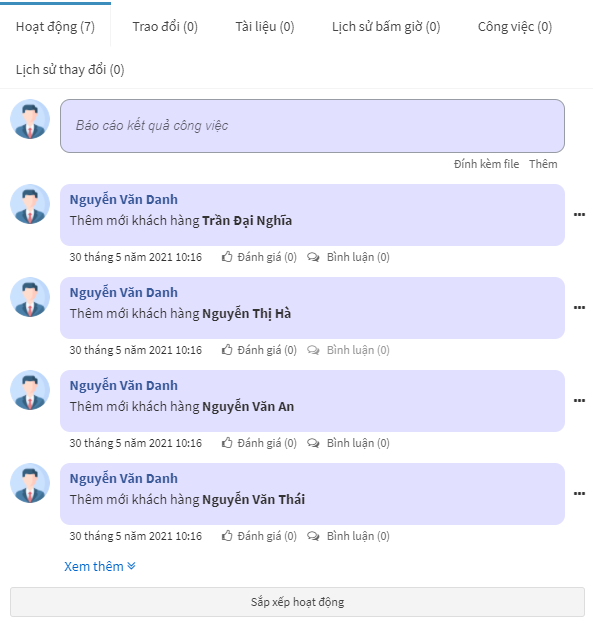 Hoạt động (7) Trao đổi (0) Tài liệu (0) Lịch sử bấm giờ (0) Công việc (0)
Lịch sử thay đổi (0)
Báo cáo kết quả công việc
Đính kèm file Thêm
Nguyễn Văn Danh
Thêm mới khách hàng Trần Đại Nghĩa
30 tháng 5 năm 2021 10:16 Đánh giá (0) Bình luận (0)
Nguyễn Văn Danh
Thêm mới khách hàng Nguyễn Thị Hà
30 tháng 5 năm 2021 10:16 Đánh giá (0) Bình luận (0)
Nguyễn Văn Danh
Thêm mới khách hàng Nguyễn Văn An
30 tháng 5 năm 2021 10:16 Đánh giá (0) Bình luận (0)
Nguyễn Văn Danh
Thêm mới khách hàng Nguyễn Văn Thái
30 tháng 5 năm 2021 10:16 Đánh giá (0) Bình luận (0)
Xem thêm
Sắp xếp hoạt động